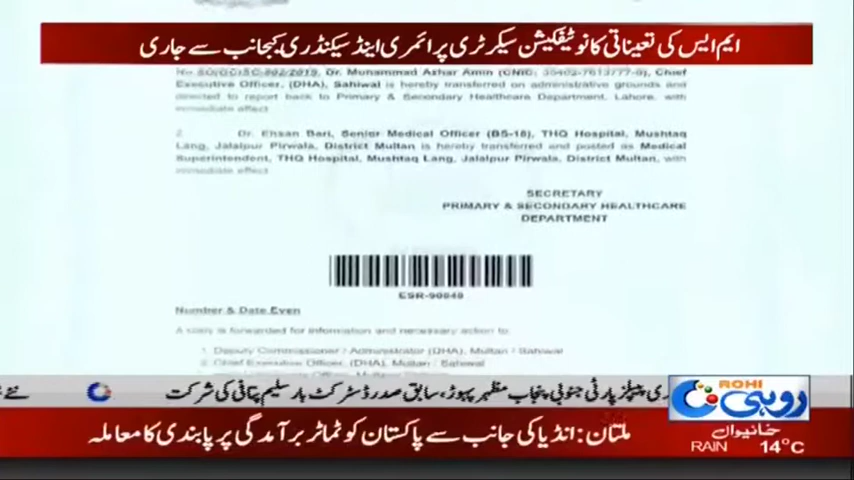 ایم ایس کی تعیناتی کا نوٹیفکیشن سیکرٹری پرائمری اینڈ سیکنڈری کیجانب سے جاری
Dr. Muhammad Azhar Amin (CNIC: 35402-7613777-9), Chief
Executive Officer, (DHA), Sahiwal is hereby transferred on administrative grounds and
directed to report back to Primary & Secondary Healthcare Department, Lahore, with
immediate effect
2. Dr. Ehsan Bari, Senior Medical Officer (BS-18), THQ Hospital, Mushtaq
Lang, Jalalpur Pirwala, District Multan is hereby transferred and posted as Medical
Superintendent, THQ Hospital, Mushtaq Lang, Jalalpur Pirwala, District Multan, with
immediate effect
SECRETARY
PRIMARY & SECONDARY HEALTHCARE
DEPARTMENT
ESR-90848
Number & Date Even
A copy is forwarded for information and necessary action to:
1. Deputy Commissioner / Administrator (DHA), Multan / Sahiwal
2. Chief Executive Officer, (DHA), Multan / Sahiwal
پیپلز پارٹی جنوبی پنجاب مظہر پہوڑ، سابق صدر ڈسٹرکٹ بار سلیم پتافی کی شرکت
ROHI
روہی
ملتان : انڈیا کی جانب سے پاکستان کو ٹماٹر برآمدگی پر پابندی کا معاملہ
خانیوال
RAIN 14°C